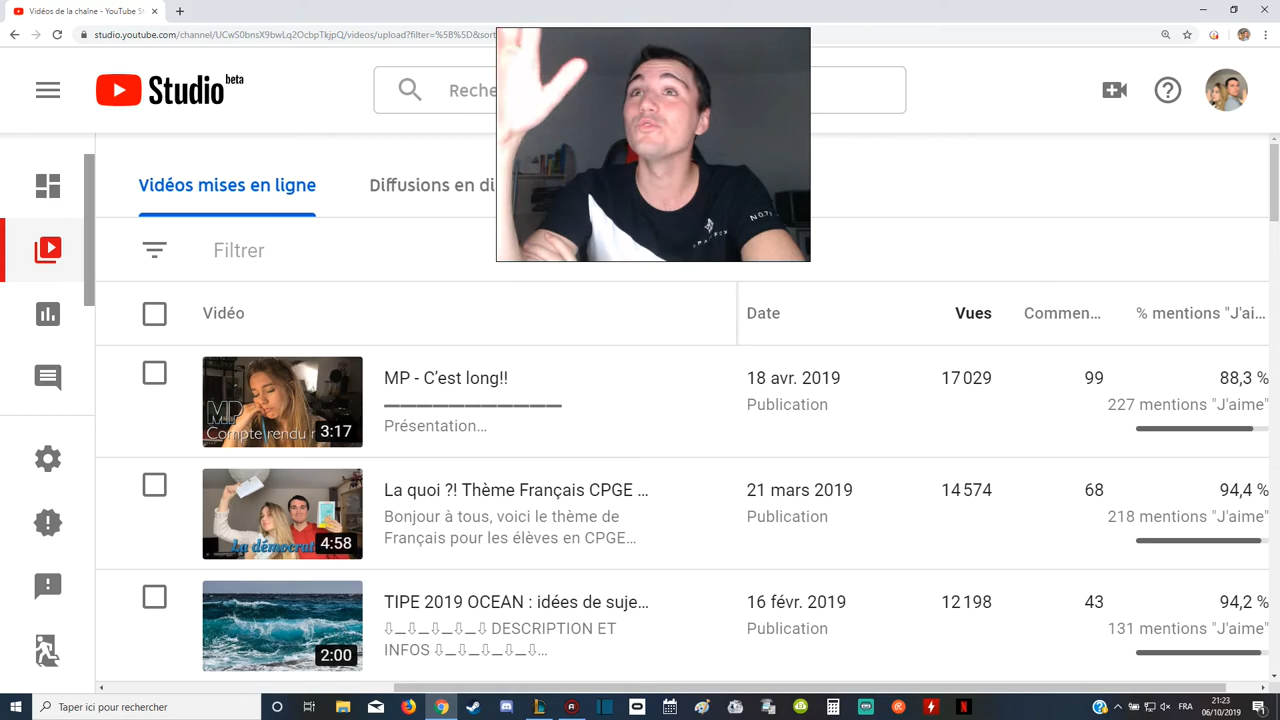 Vidéos de la chaîne - YouTube Stu
studio.youtube.com/channel/UCwS0bnsX9bwLq2OcbpTkjpQ/videos/upload?filter=%5B%5D&sort
Studio beta
Reche
Vidéos mises en ligne
Diffusions en di
Filtrer
Vidéo Date Vues Commen... % mentions "J'ai...
MP
Compte rendu
3:17
MP - C'est long!!
Présentation...
18 avr. 2019
Publication
17 029
99
88,3 %
227 mentions "J'aime"
La démocrat
4:58
La quoi ?! Thème Français CPGE ...
Bonjour à tous, voici le thème de
Français pour les élèves en CPGE...
21 mars 2019
Publication
14 574
68
94,4 %
218 mentions "J'aime"
2:00
TIPE 2019 OCEAN : idées de suje...
⇩_⇩_⇩_⇩_⇩ DESCRIPTION ET
INFOS ⇩_⇩_⇩_⇩_⇩...
16 févr. 2019
Publication
12 198
43
94,2 %
131 mentions "J'aime"
Taper ici pour rechercher
FRA
21:23
06/10/2019